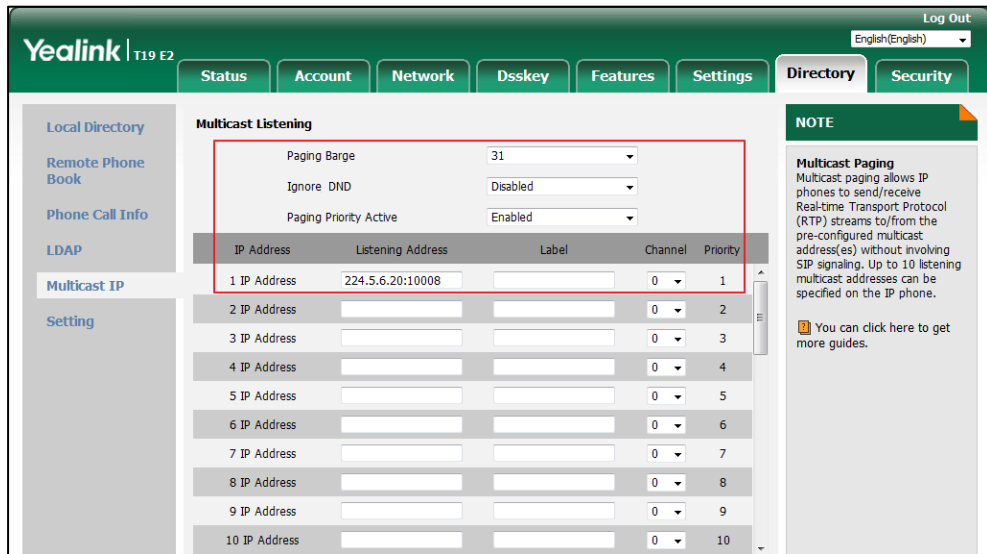 Log Out
English(English)
Yealink T19 E2
Status Account Network Dsskey Features Settings Directory Security
Local Directory
Remote Phone
Book
Phone Call Info
LDAP
Multicast IP
Setting
Multicast Listening
Paging Barge 31
Ignore DND Disabled
Paging Priority Active Enabled
IP Address Listening Address Label Channel Priority
1 IP Address 224.5.6.20:10008 0 1
2 IP Address 0 2
3 IP Address 0 3
4 IP Address 0 4
5 IP Address 0 5
6 IP Address 0 6
7 IP Address 0 7
8 IP Address 0 8
9 IP Address 0 9
10 IP Address 0 10
NOTE
Multicast Paging
Multicast paging allows IP
phones to send/receive
Real-time Transport Protocol
(RTP) streams to/from the
pre-configured multicast
address(es) without involving
SIP signaling. Up to 10 listening
multicast addresses can be
specified on the IP phone.
You can click here to get
more guides.